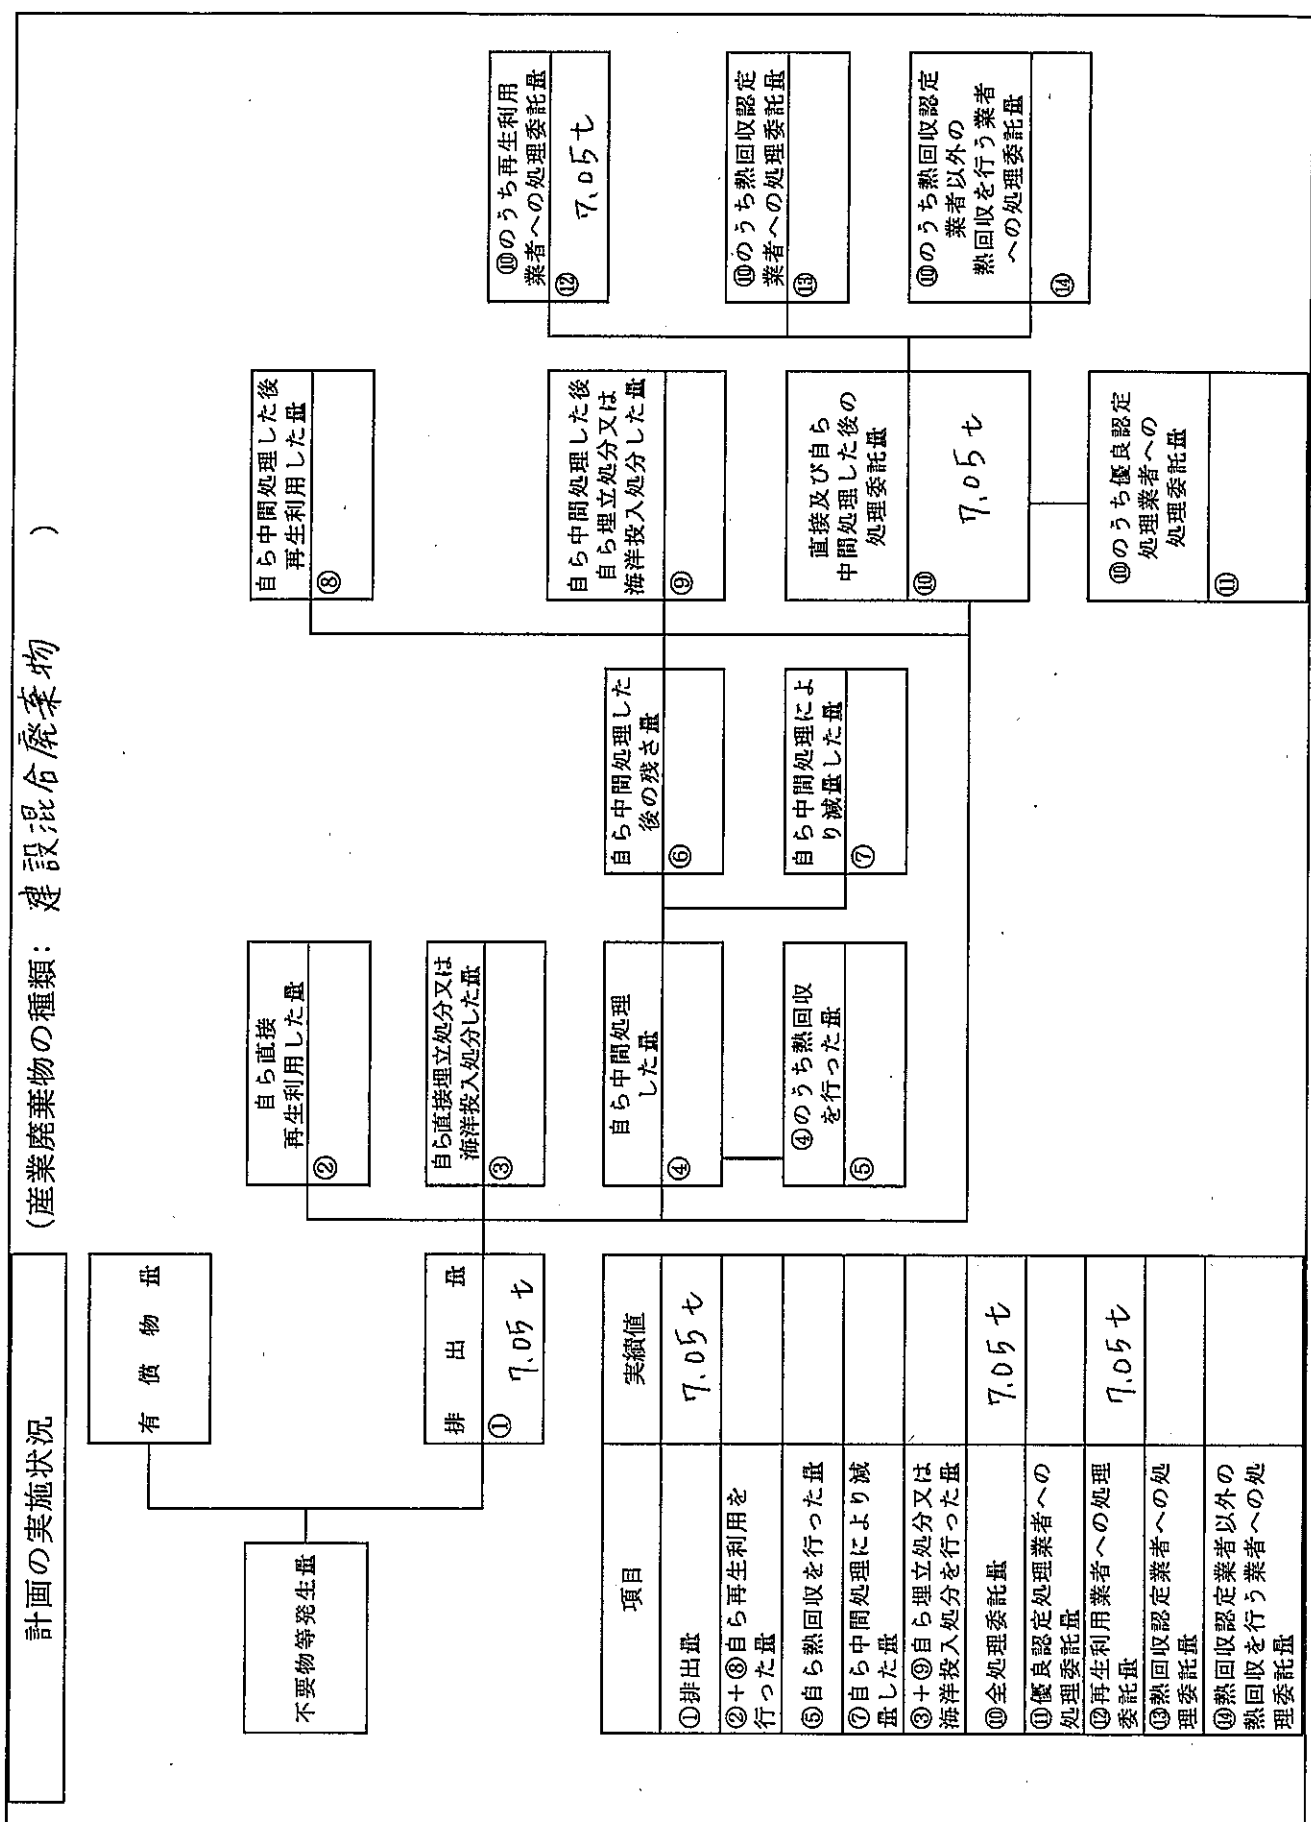 計画の実施状況
(産業廃棄物の種類: 建設混合廃棄物 )
不要物等発生量
有 償 物 量
排 出 量
① 7.05 t
自ら直接
再生利用した量
②
自ら直接埋立処分又は
海洋投入処分した量
③
自ら中間処理
した量
④
④のうち熱回収
を行った量
⑤
自ら中間処理した
後の残さ量
⑥
自ら中間処理によ
り減量した量
⑦
自ら中間処理した後
再生利用した量
⑧
自ら中間処理した後
自ら埋立処分又は
海洋投入処分した量
⑨
直接及び自ら
中間処理した後の
処理委託量
⑩ 7.05 t
⑩のうち優良認定
処理業者への
処理委託量
⑪
⑩のうち再生利用
業者への処理委託量
⑫ 7.05 t
⑩のうち熱回収認定
業者への処理委託量
⑬
⑩のうち熱回収認定
業者以外の
熱回収を行う業者
への処理委託量
⑭
項目 実績値
①排出量 7.05 t
②+⑧自ら再生利用を
行った量
⑤自ら熱回収を行った量
⑦自ら中間処理により減
量した量
③+⑨自ら埋立処分又は
海洋投入処分を行った量
⑩全処理委託量 7.05 t
⑪優良認定処理業者への
処理委託量
⑫再生利用業者への処理
委託量 7.05 t
⑬熱回収認定業者への処
理委託量
⑭熱回収認定業者以外の
熱回収を行う業者への処
理委託量